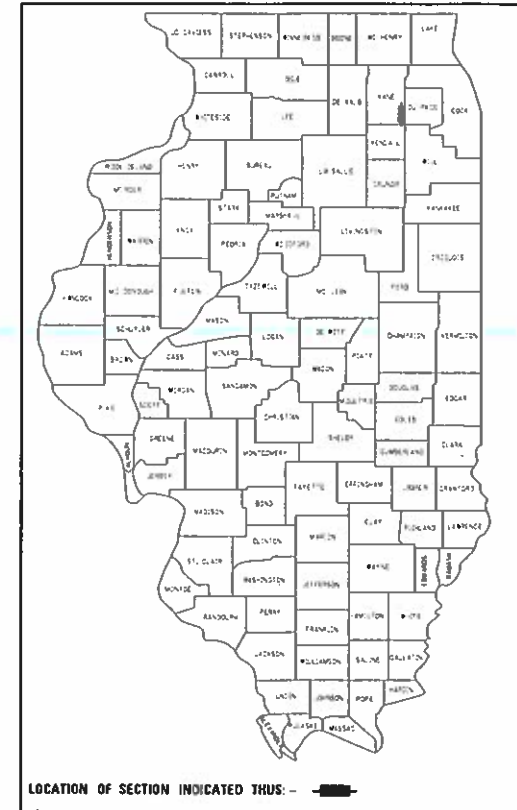 JO DAVIESS STEPHENSON WINNEBAGO BOONE MC HENRY LAKE
CARROLL OGLE DE KALB KANE DU PAGE COOK
WHITESIDE LEE KENDALL WILL
ROCK ISLAND HENRY BUREAU LA SALLE GRUNDY
MERCER PUTNAM KANKAKEE
HENDERSON WARREN KNOX STARK MARSHALL LIVINGSTON
PEORIA WOODFORD IROQUOIS
HANCOCK MC DONOUGH FULTON TAZEWELL MC LEAN FORD
SCHUYLER MASON
ADAMS BROWN CASS MENARD LOGAN DE WITT PIATT CHAMPAIGN VERMILION
MORGAN SANGAMON MACON DOUGLAS
PIKE SCOTT CHRISTIAN MOULTRIE COLES EDGAR
CALHOUN GREENE MACOUPIN MONTGOMERY SHELBY CUMBERLAND CLARK
JERSEY FAYETTE EFFINGHAM JASPER CRAWFORD
MADISON BOND CLAY RICHLAND LAWRENCE
ST. CLAIR CLINTON MARION WAYNE EDWARDS WABASH
MONROE WASHINGTON JEFFERSON
RANDOLPH PERRY FRANKLIN HAMILTON WHITE
JACKSON WILLIAMSON SALINE GALLATIN
UNION JOHNSON POPE HARDIN
ALEXANDER PULASKI MASSAC
LOCATION OF SECTION INDICATED THUS: -